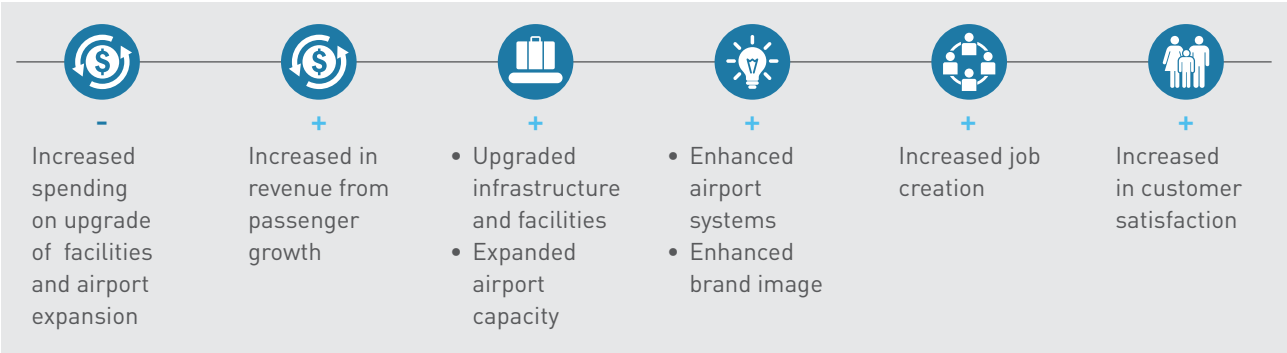 $
-
Increased
spending
on upgrade
of facilities
and airport
expansion
$
+
Increased in
revenue from
passenger
growth
+
• Upgraded
infrastructure
and facilities
• Expanded
airport
capacity
+
• Enhanced
airport
systems
• Enhanced
brand image
+
Increased job
creation
+
Increased
in customer
satisfaction